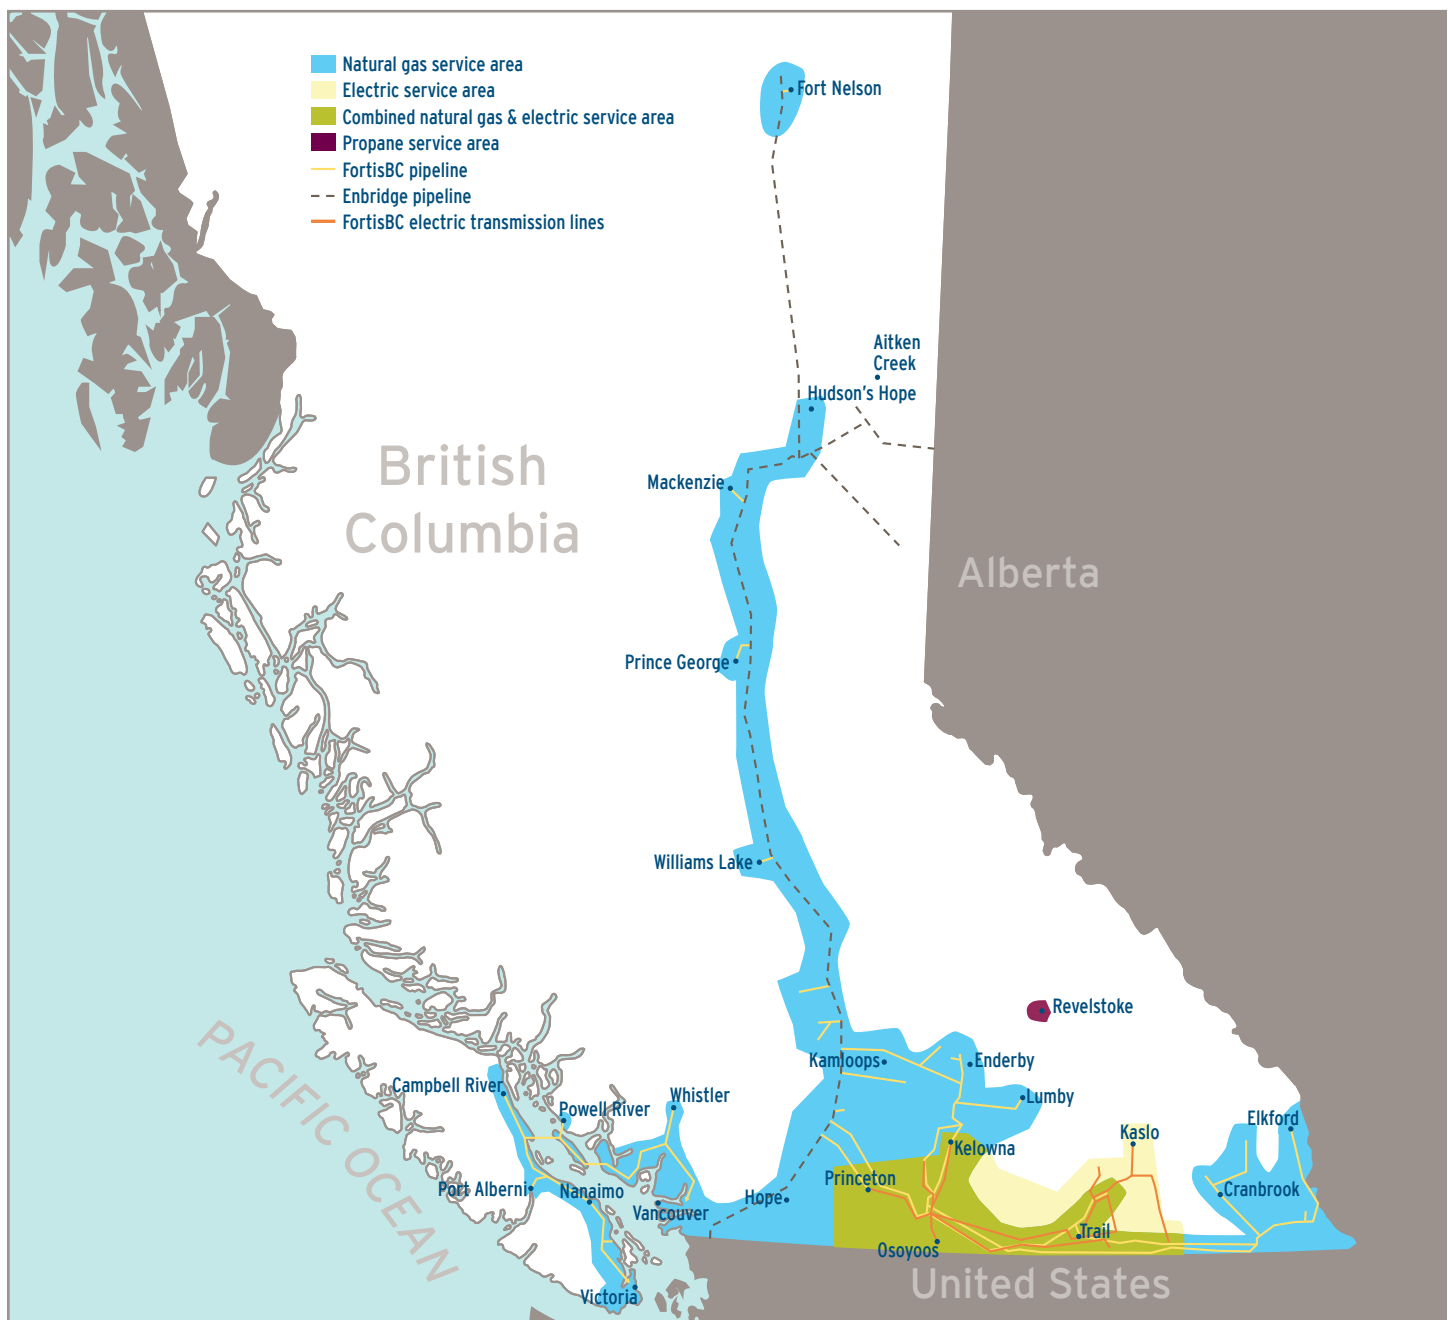 Natural gas service area
Electric service area
Combined natural gas & electric service area
Propane service area
FortisBC pipeline
Enbridge pipeline
FortisBC electric transmission lines
Fort Nelson
Aitken
Creek
Hudson's Hope
British
Columbia
Mackenzie
Alberta
Prince George
Williams Lake
Revelstoke
PACIFIC OCEAN
Kamloops
Enderby
Campbell River
Whistler
Lumby
Powell River
Elkford
Kaslo
Kelowna
Princeton
Port Alberni
Nanaimo
Hope
Cranbrook
Vancouver
Trail
Osoyoos
United States
Victoria